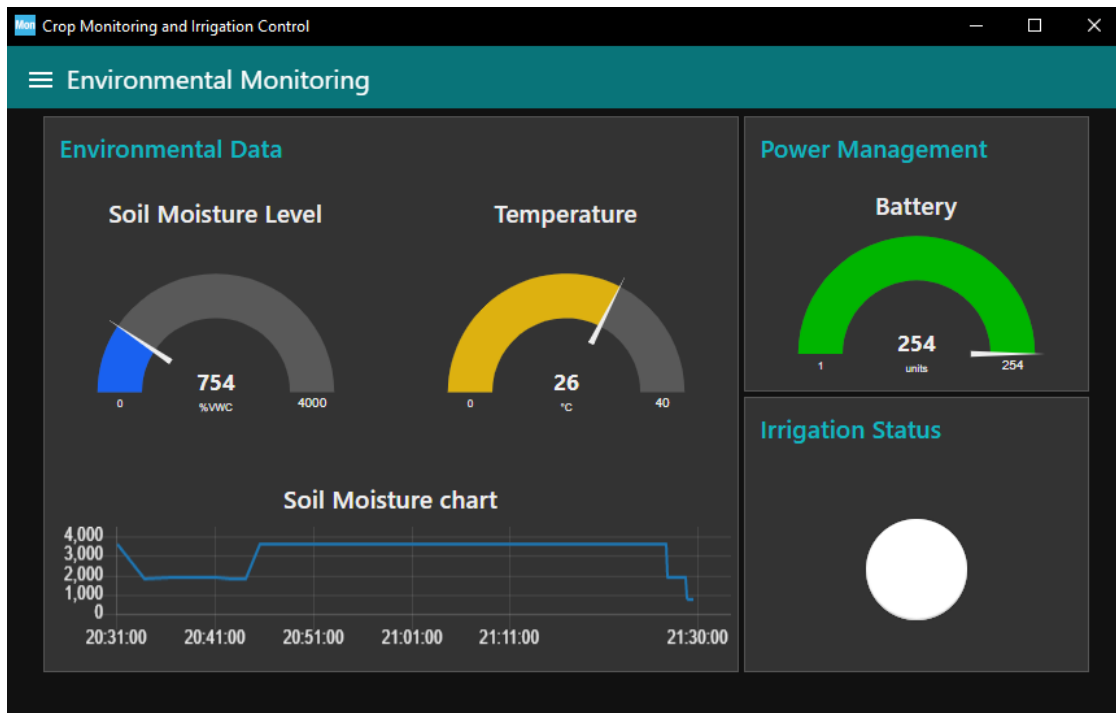 Mon Crop Monitoring and Irrigation Control
Environmental Monitoring
Environmental Data
Soil Moisture Level
754
%VWC
0
4000
Temperature
26
°C
0
40
Soil Moisture chart
4,000
3,000
2,000
1,000
0
20:31:00 20:41:00 20:51:00 21:01:00 21:11:00 21:30:00
Power Management
Battery
254
units
1
254
Irrigation Status